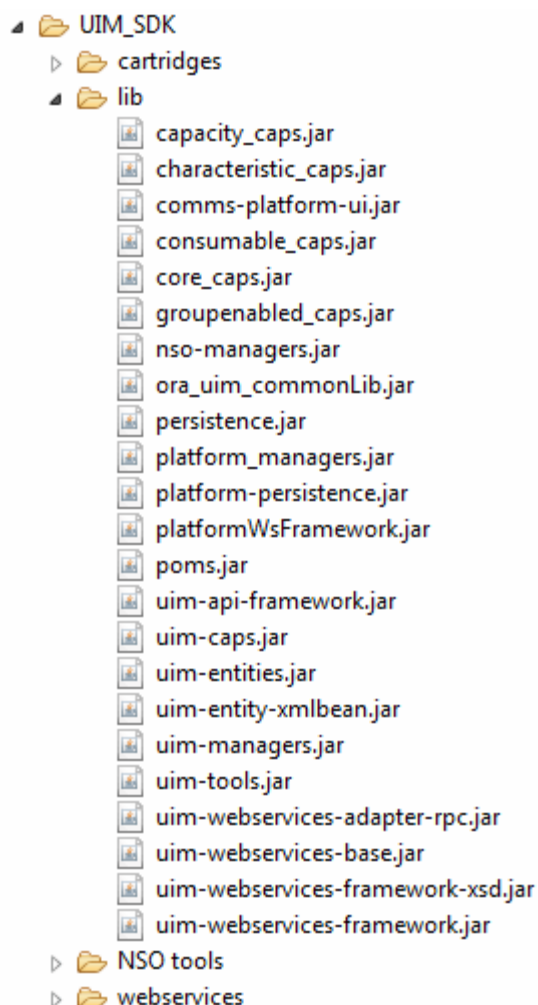 UIM_SDK
cartridges
lib
capacity_caps.jar
characteristic_caps.jar
comms-platform-ui.jar
consumable_caps.jar
core_caps.jar
groupenabled_caps.jar
nso-managers.jar
ora_uim_commonLib.jar
persistence.jar
platform_managers.jar
platform-persistence.jar
platformWsFramework.jar
poms.jar
uim-api-framework.jar
uim-caps.jar
uim-entities.jar
uim-entity-xmlbean.jar
uim-managers.jar
uim-tools.jar
uim-webservices-adapter-rpc.jar
uim-webservices-base.jar
uim-webservices-framework-xsd.jar
uim-webservices-framework.jar
NSO tools
webservices